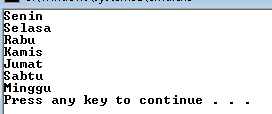 Senin
Selasa
Rabu
Kamis
Jumat
Sabtu
Minggu
Press any key to continue . . .